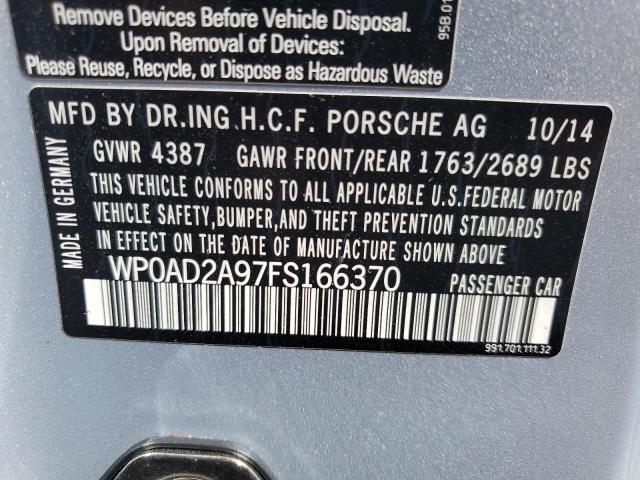 Remove Devices Before Vehicle Disposal.
Upon Removal of Devices:
Please Reuse, Recycle, or Dispose as Hazardous Waste
958.01
MFD BY DR.ING H.C.F. PORSCHE AG 10/14
GVWR 4387 GAWR FRONT/REAR 1763/2689 LBS
THIS VEHICLE CONFORMS TO ALL APPLICABLE U.S.FEDERAL MOTOR
VEHICLE SAFETY,BUMPER,AND THEFT PREVENTION STANDARDS
IN EFFECT ON THE DATE OF MANUFACTURE SHOWN ABOVE
WP0AD2A97FS166370 PASSENGER CAR
991.701.111.32
MADE IN GERMANY